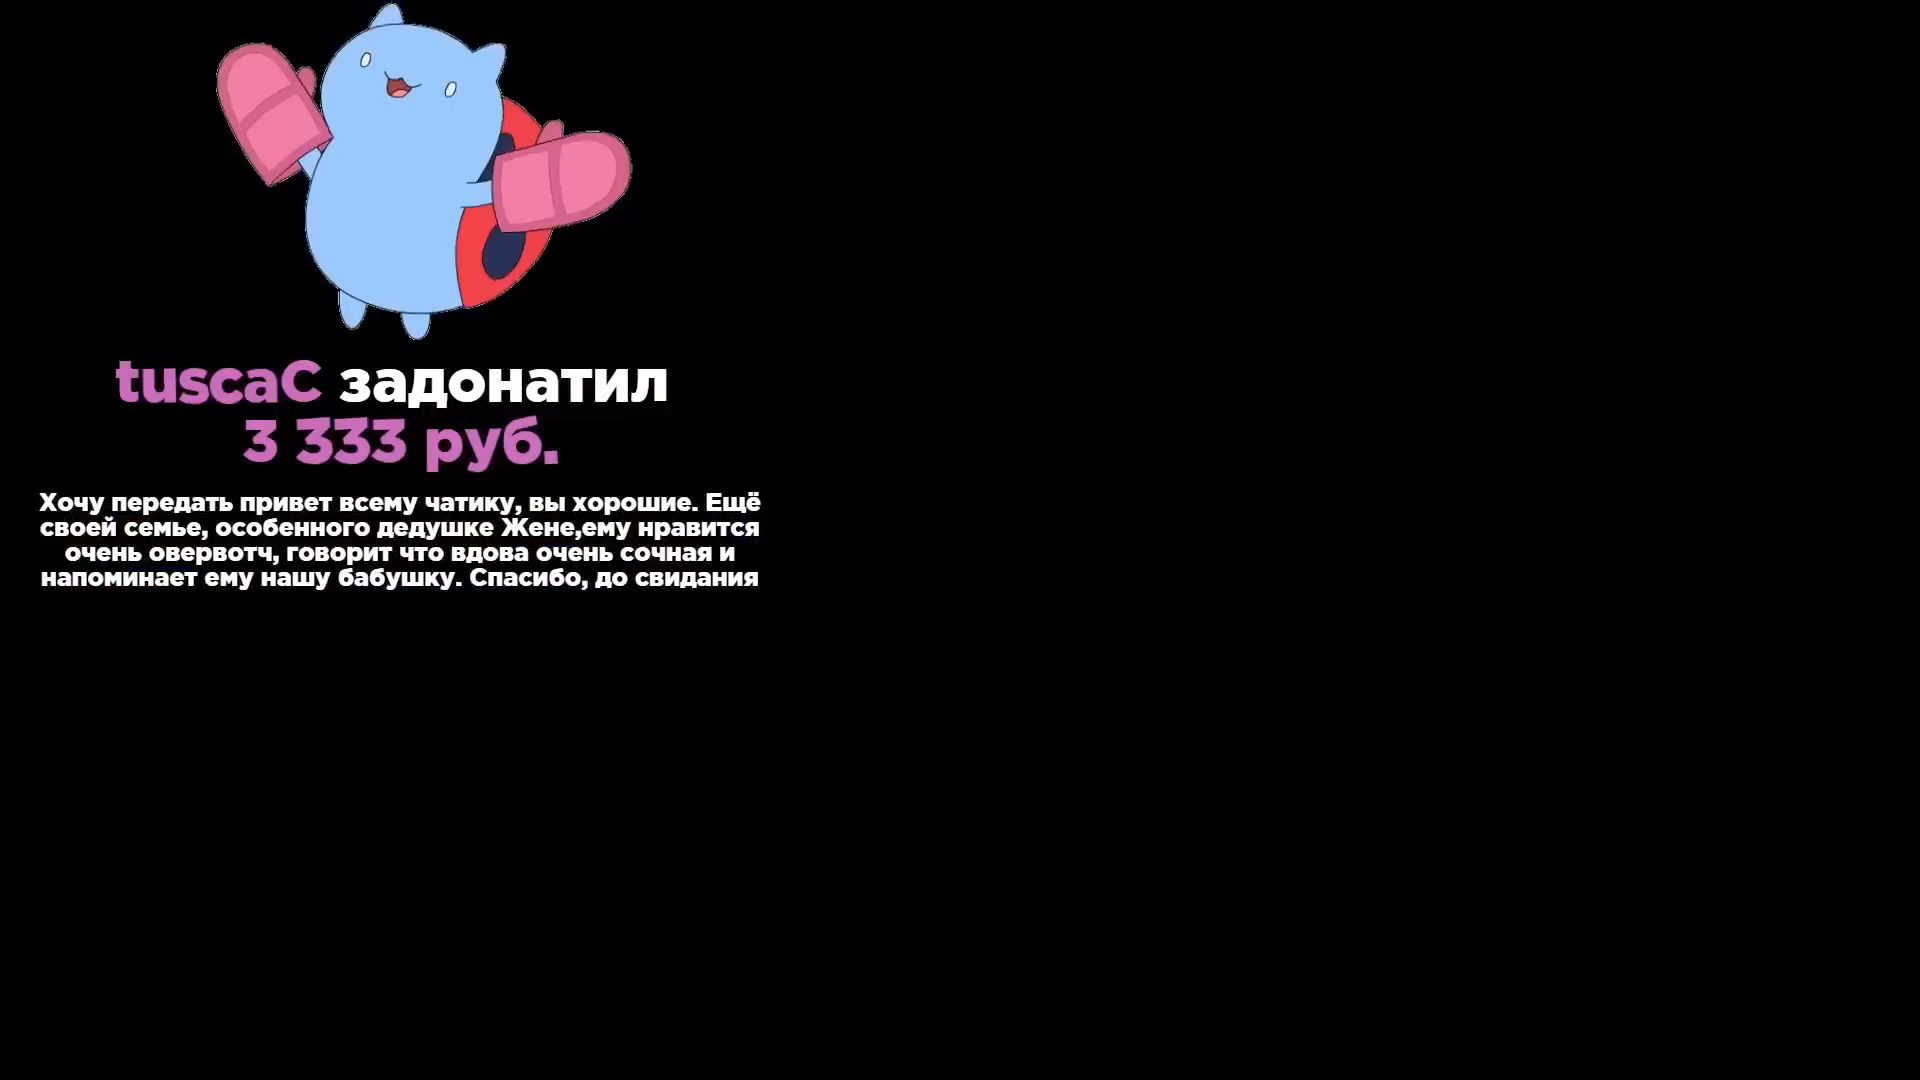 tuscaC задонатил
3 333 руб.
Хочу передать привет всему чатику, вы хорошие. Ещё
своей семье, особенного дедушке Жене,ему нравится
очень овервотч, говорит что вдова очень сочная и
напоминает ему нашу бабушку. Спасибо, до свидания